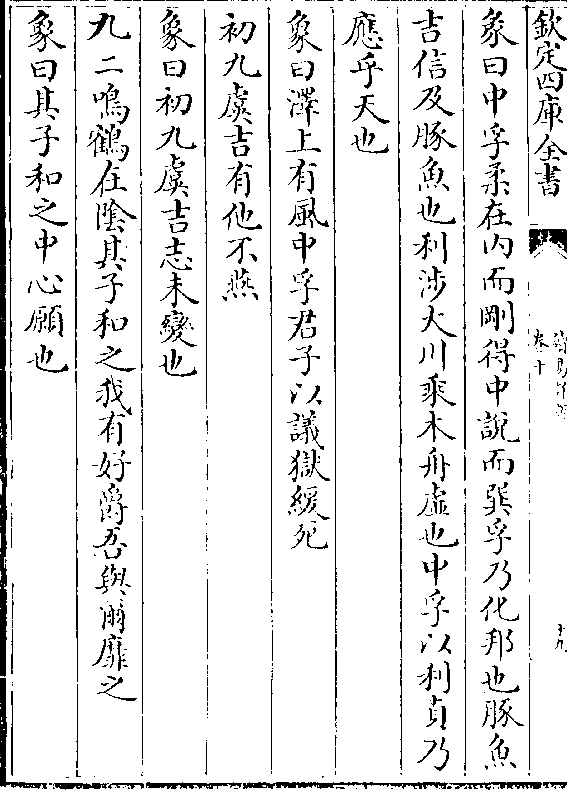 欽定四庫全書
卷十
十九
彖曰中孚柔在内而剛得中說而巽孚乃化邦也豚魚
吉信及豚魚也利涉大川乘木舟虛也中孚以利貞乃
應乎天也
象曰澤上有風中孚君子以議獄緩死
初九虞吉有他不燕
象曰初九虞吉志未變也
九二鳴鶴在陰其子和之我有好爵吾與爾靡之
象曰其子和之中心願也